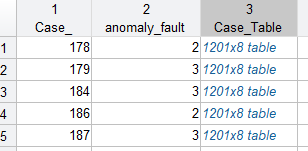 1 2 3
Case_ anomaly_fault Case_Table
1 178 2 1201x8 table
2 179 3 1201x8 table
3 184 3 1201x8 table
4 186 2 1201x8 table
5 187 3 1201x8 table